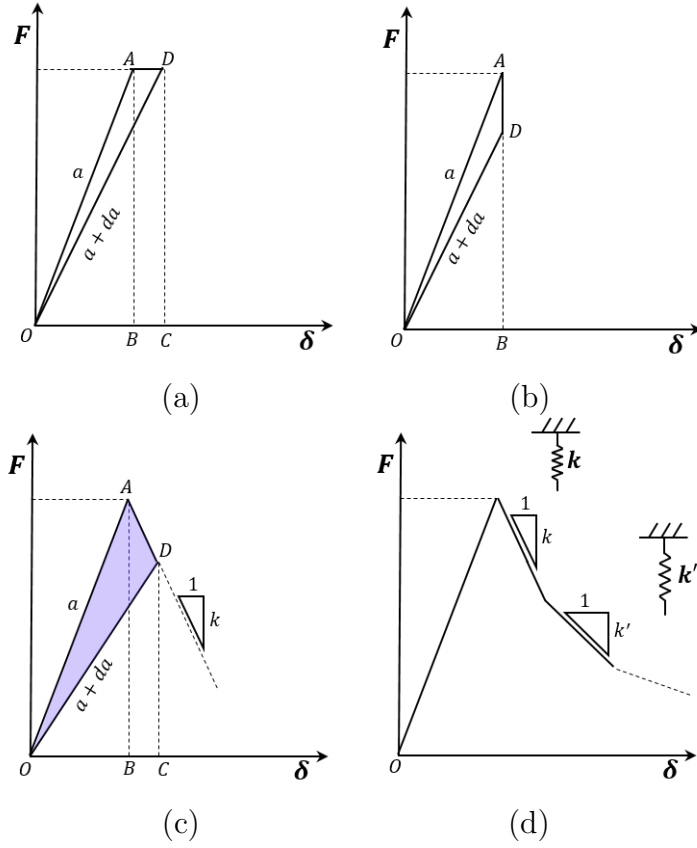 F
A D
a
a + da
O B C δ
(a)
F
A
D
a
a + da
O B δ
(b)
F
A
D
a
a + da
1
k
O B C δ
(c)
k
F
1
k
k′
1
k′
O δ
(d)